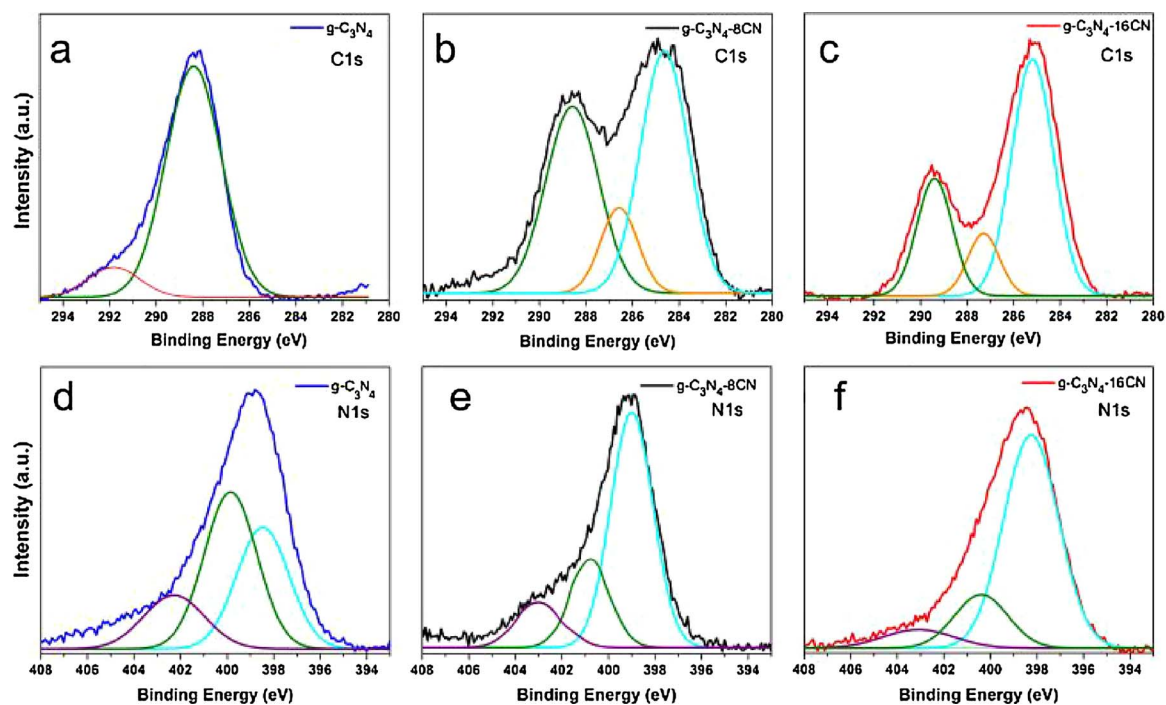 a
g-C₃N₄
C1s
Intensity (a.u.)
294 292 290 288 286 284 282 280
Binding Energy (eV)
b
g-C₃N₄-8CN
C1s
294 292 290 288 286 284 282 280
Binding Energy (eV)
c
g-C₃N₄-16CN
C1s
294 292 290 288 286 284 282 280
Binding Energy (eV)
d
g-C₃N₄
N1s
Intensity (a.u.)
408 406 404 402 400 398 396 394
Binding Energy (eV)
e
g-C₃N₄-8CN
N1s
408 406 404 402 400 398 396 394
Binding Energy (eV)
f
g-C₃N₄-16CN
N1s
408 406 404 402 400 398 396 394
Binding Energy (eV)